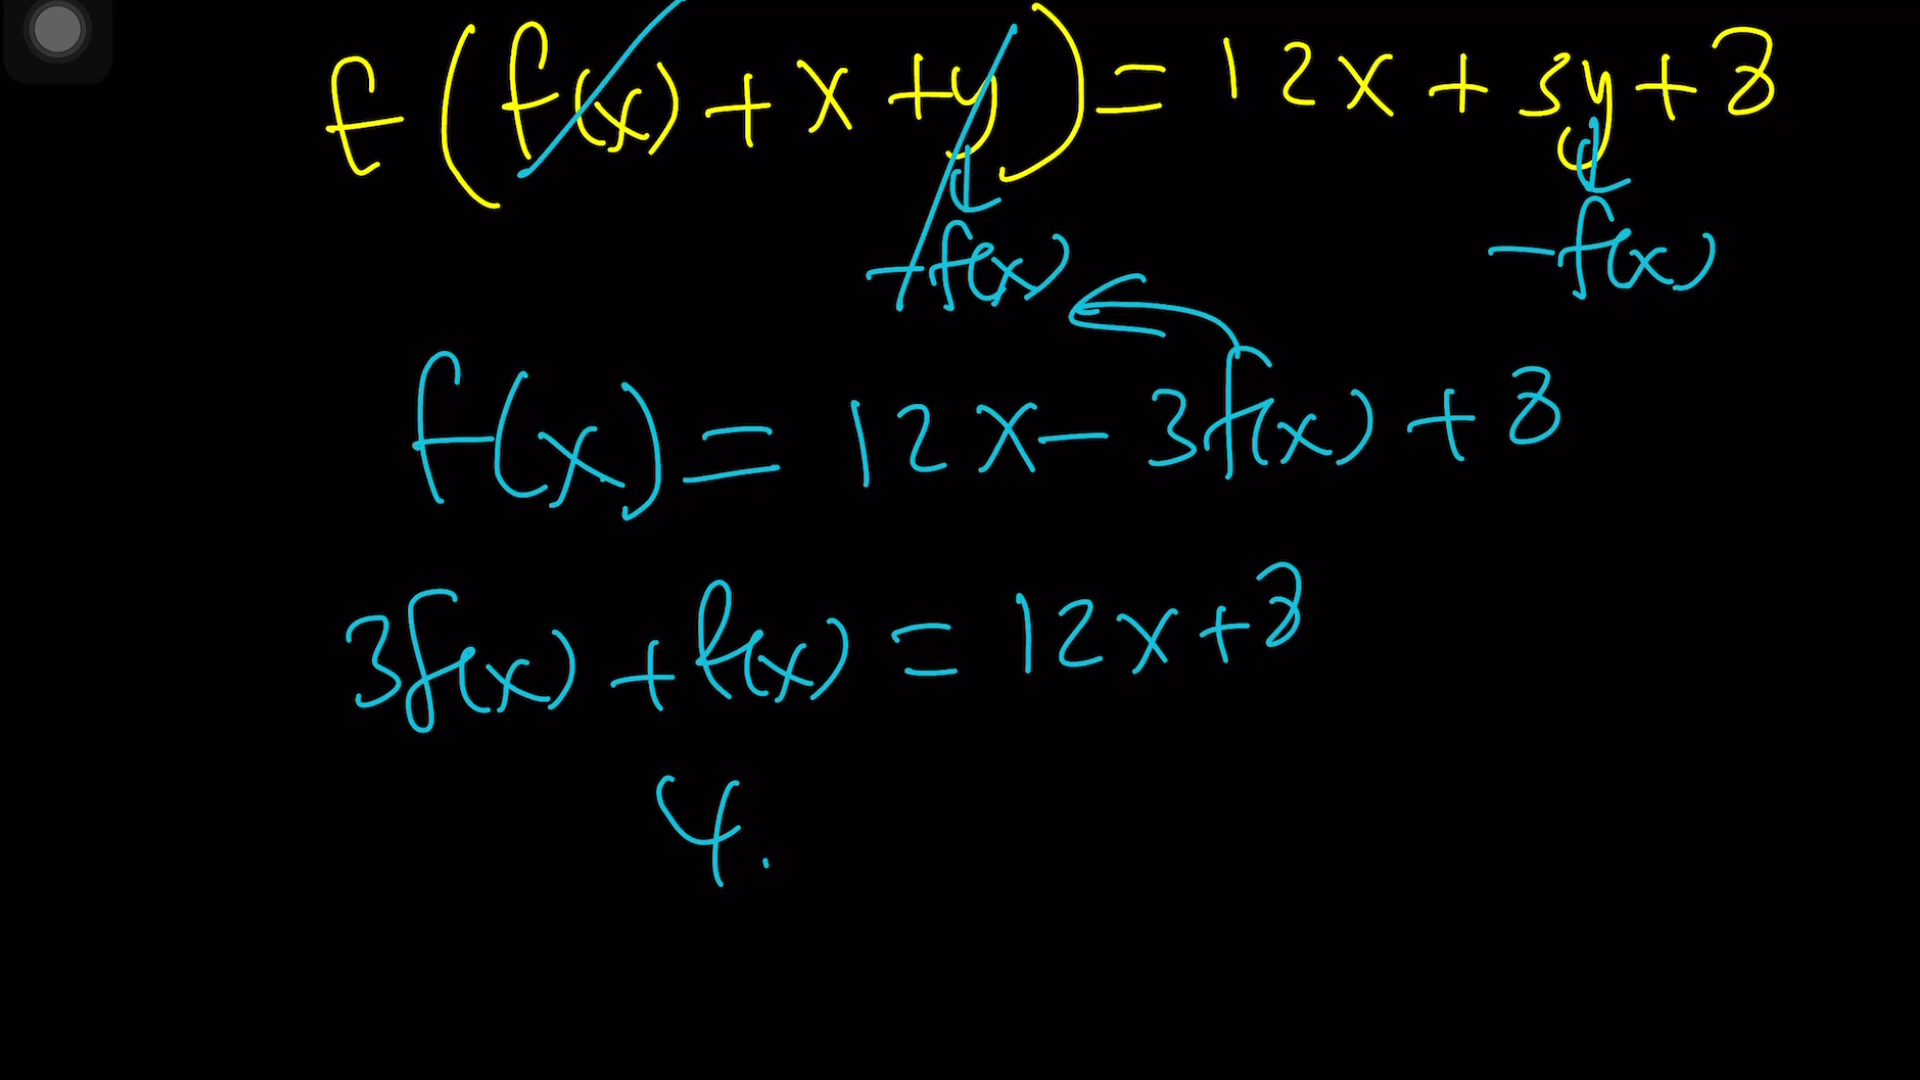 f(f(x)+x+y)=12x+3y+8
-f(x) -f(x)
f(x)=12x-3f(x)+8
3f(x)+f(x)=12x+8
4.